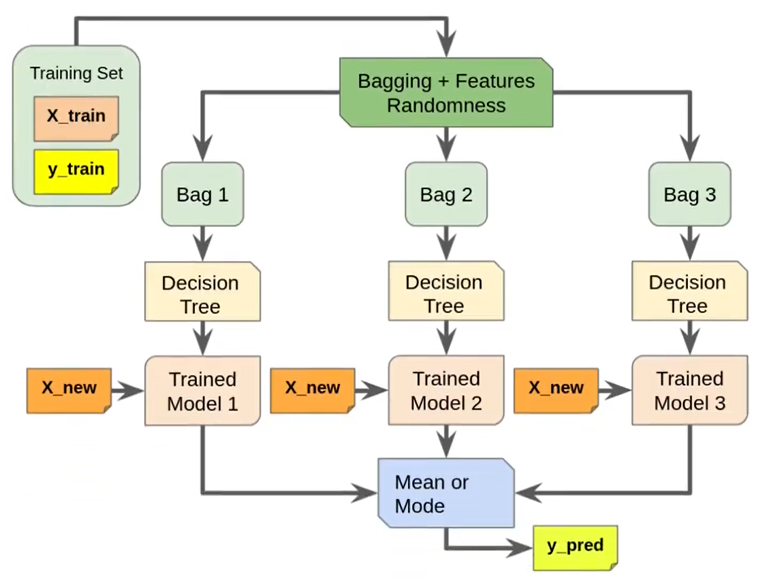 Training Set
X_train
y_train
Bagging + Features
Randomness
Bag 1
Bag 2
Bag 3
Decision
Tree
Decision
Tree
Decision
Tree
X_new
Trained
Model 1
X_new
Trained
Model 2
X_new
Trained
Model 3
Mean or
Mode
y_pred